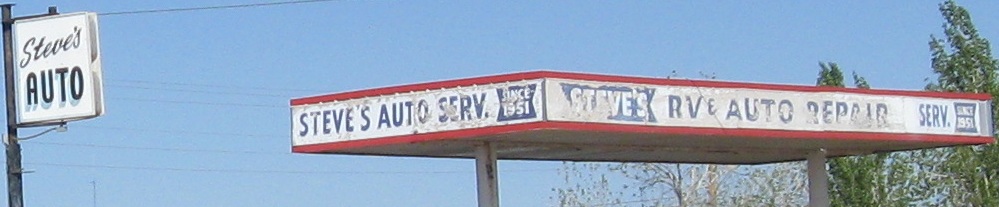 Steve's
AUTO
STEVE'S AUTO SERV. SINCE 1951
STEVE'S RV & AUTO REPAIR SERV. SINCE 1951